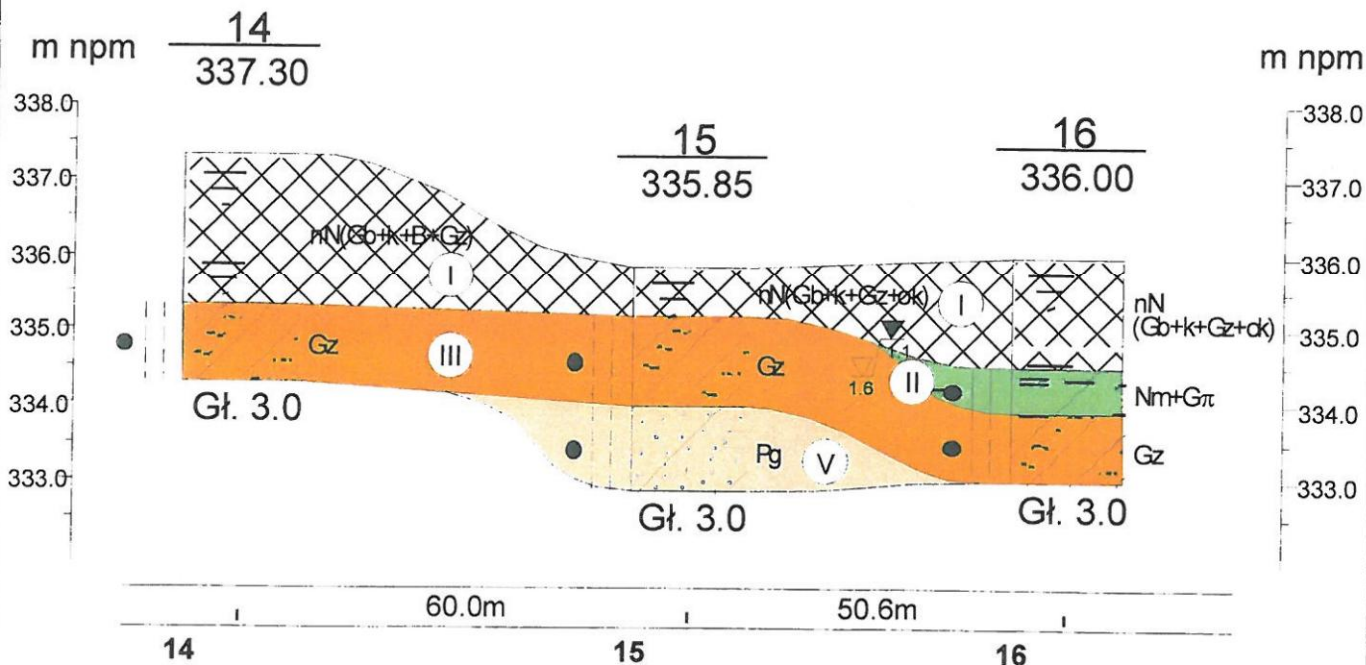 m npm
14
337.30
15
335.85
16
336.00
m npm
338.0
337.0
336.0
335.0
334.0
333.0
338.0
337.0
336.0
335.0
334.0
333.0
nN(Gb+k+B+Gz)
I
nN(Gb+k+Gz+ok)
I
nN
(Gb+k+Gz+ok)
Gz
III
Gz
1.1
1.6
II
Nm+Gπ
Pg
V
Gz
Gł. 3.0
Gł. 3.0
Gł. 3.0
60.0m
50.6m
14
15
16